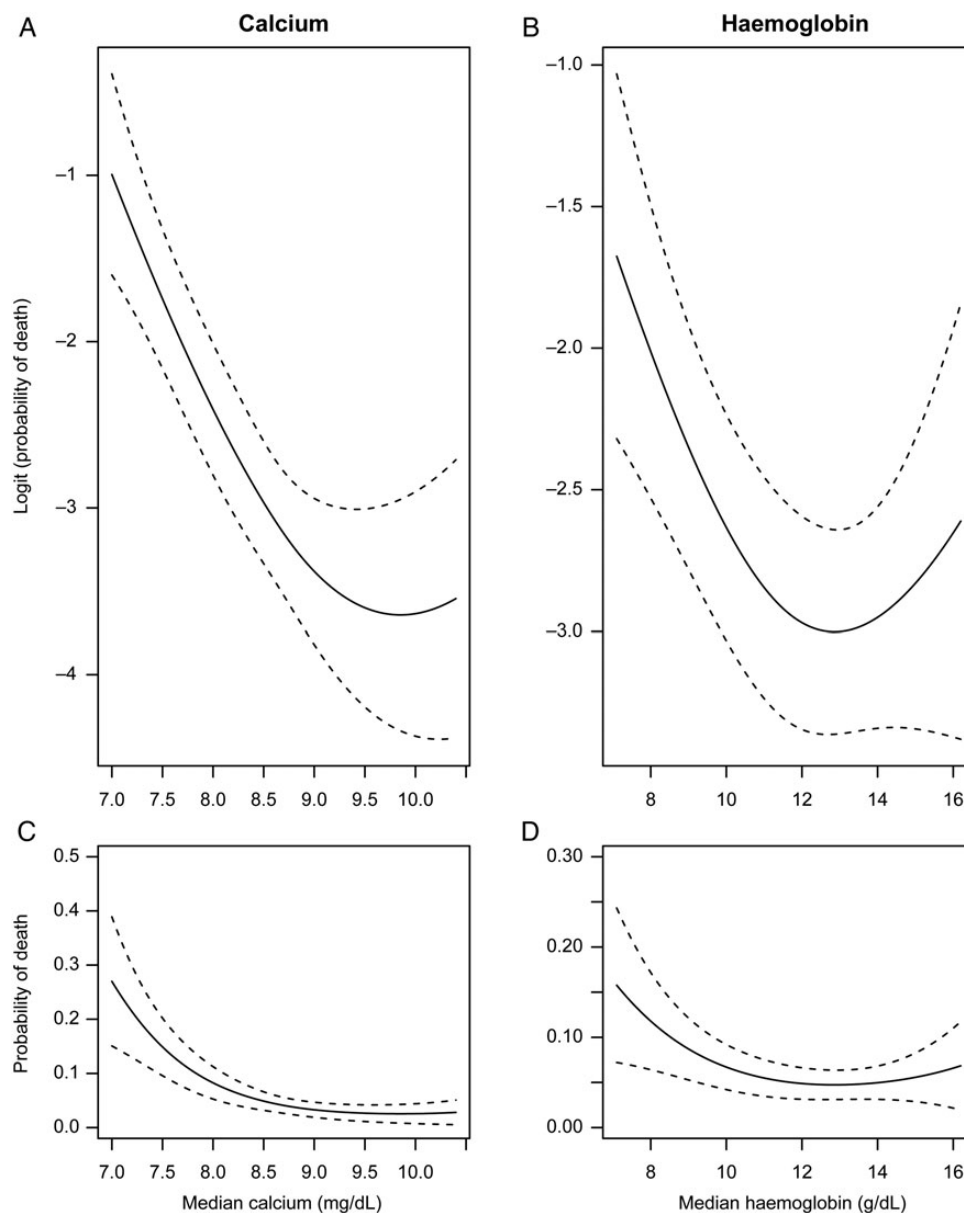 A
Calcium
B
Haemoglobin
Logit (probability of death)
–1
–2
–3
–4
7.0 7.5 8.0 8.5 9.0 9.5 10.0
–1.0
–1.5
–2.0
–2.5
–3.0
8 10 12 14 16
C
D
Probability of death
0.5
0.4
0.3
0.2
0.1
0.0
7.0 7.5 8.0 8.5 9.0 9.5 10.0
Median calcium (mg/dL)
0.30
0.20
0.10
0.00
8 10 12 14 16
Median haemoglobin (g/dL)